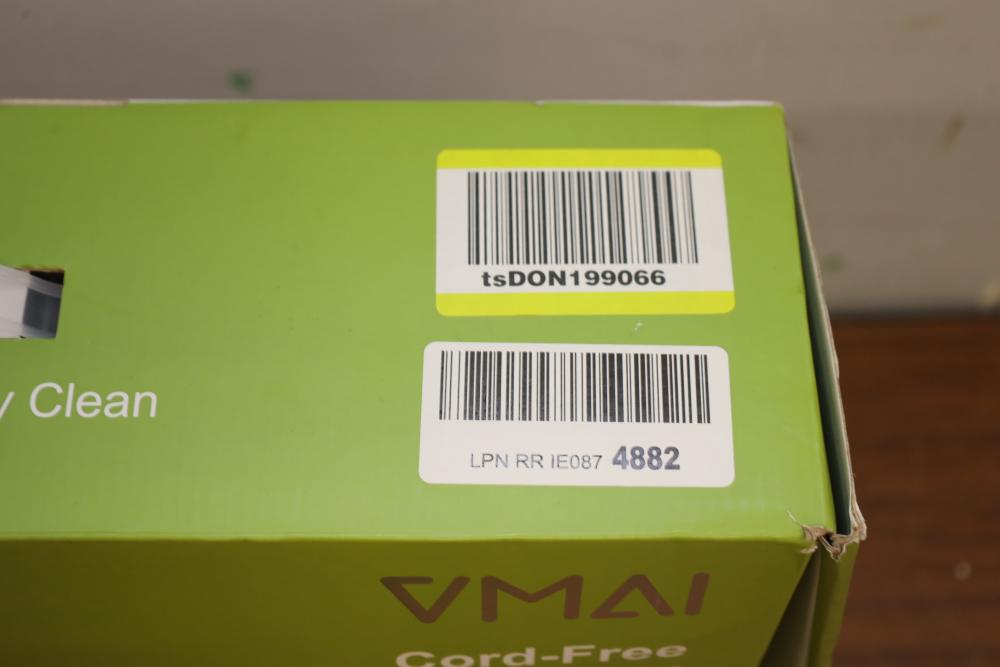 tsDON199066
LPN RR IE087 4882
y Clean
VMAI
Cord-Free